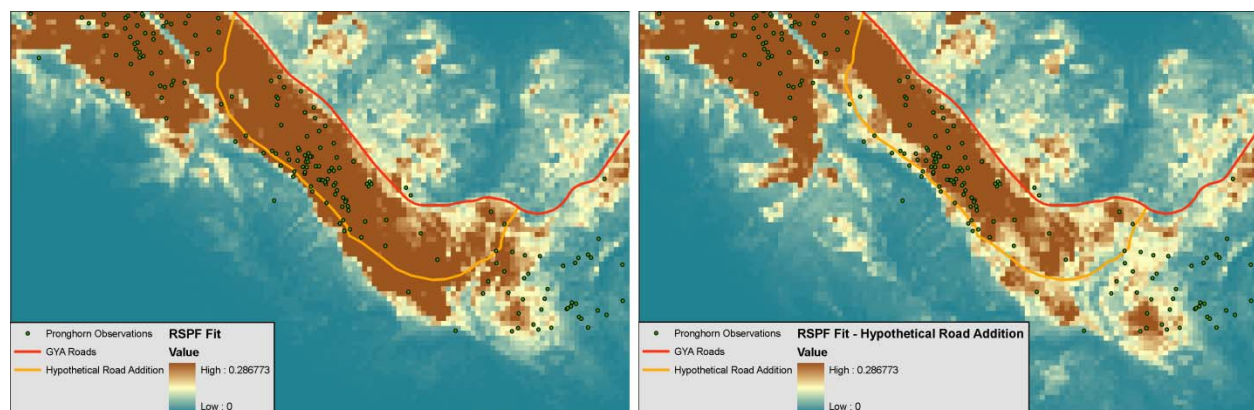 Pronghorn Observations
GYA Roads
Hypothetical Road Addition
RSPF Fit
Value
High : 0.286773
Low : 0
Pronghorn Observations
GYA Roads
Hypothetical Road Addition
RSPF Fit - Hypothetical Road Addition
Value
High : 0.286773
Low : 0